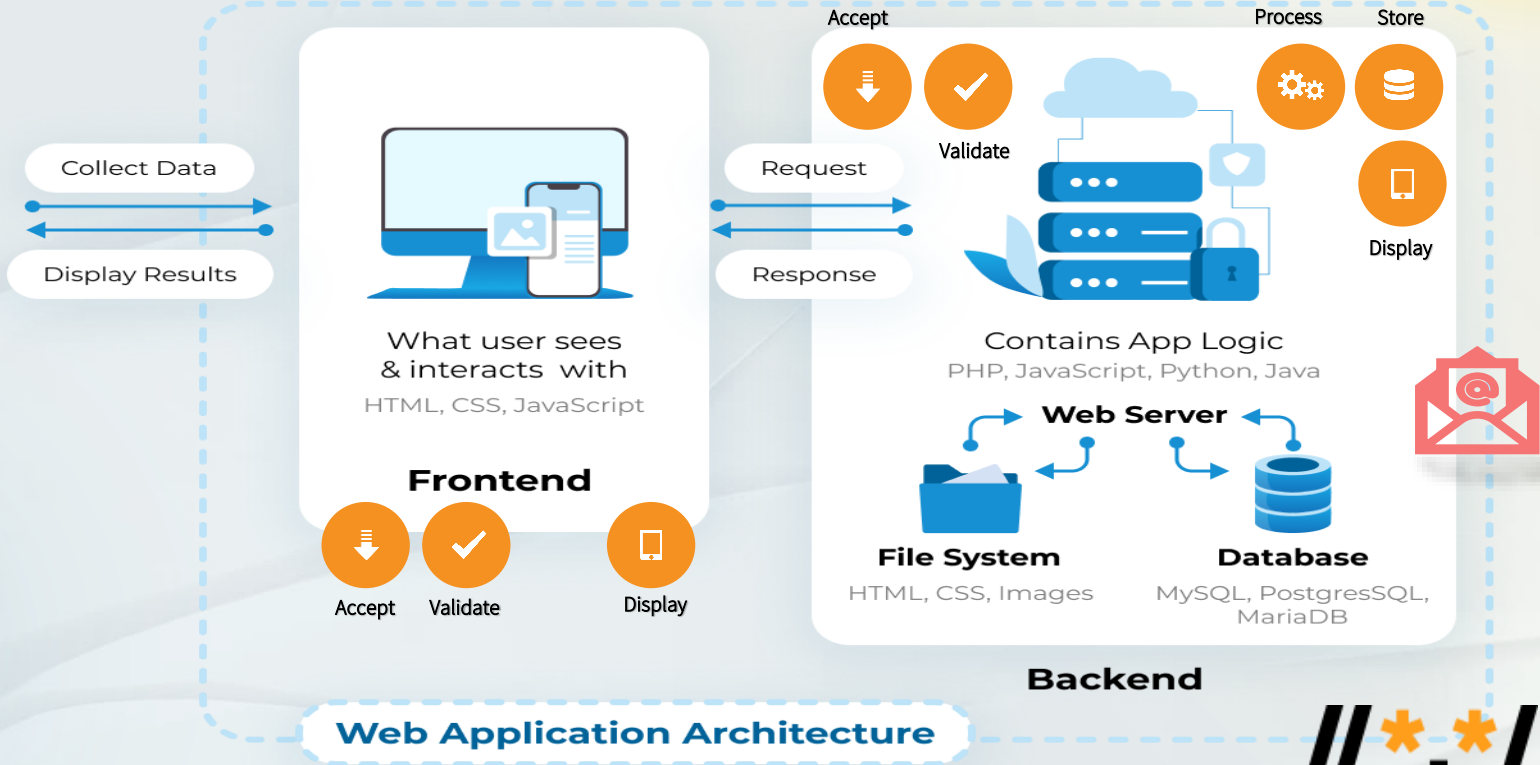 Accept
Process
Store
Validate
Display
Collect Data
Display Results
Request
Response
What user sees
& interacts with
HTML, CSS, JavaScript
Frontend
Accept
Validate
Display
Contains App Logic
PHP, JavaScript, Python, Java
Web Server
@
File System
HTML, CSS, Images
Database
MySQL, PostgresSQL,
MariaDB
Backend
Web Application Architecture